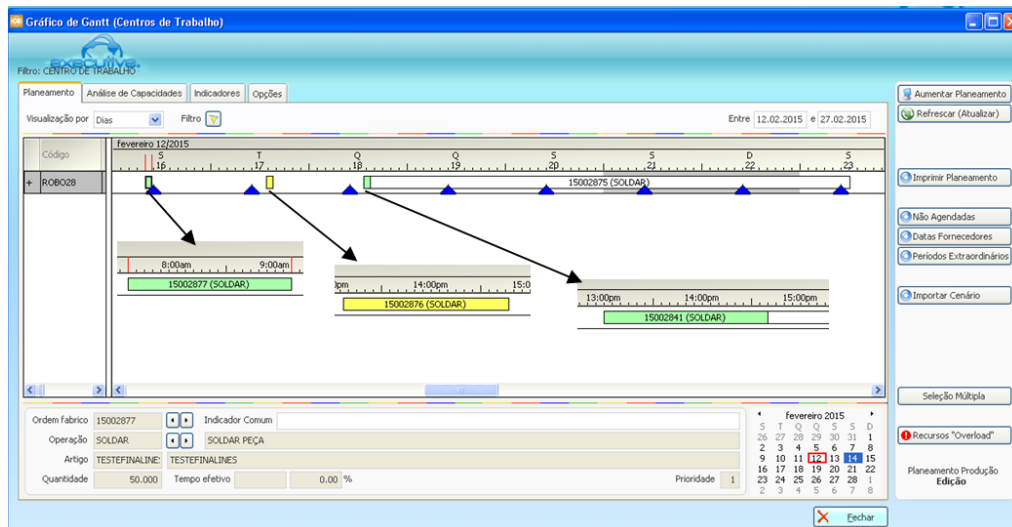 Gráfico de Gantt (Centros de Trabalho)
executive
Filtro: CENTRO DE TRABALHO
Planeamento Análise de Capacidades Indicadores Opções
Visualização por Dias Filtro Entre 12.02.2015 e 27.02.2015
Código fevereiro 12/2015
S T Q Q S S D S
16 17 18 19 20 21 22 23
+ ROBO28 15002875 (SOLDAR)
8:00am 9:00am
15002877 (SOLDAR)
pm 14:00pm 15:0
15002876 (SOLDAR)
13:00pm 14:00pm 15:00pm
15002841 (SOLDAR)
Aumentar Planeamento
Refrescar (Atualizar)
Imprimir Planeamento
Não Agendadas
Datas Fornecedores
Períodos Extraordinários
Importar Cenário
Seleção Múltipla
Recursos "Overload"
Planeamento Produção
Edição
Ordem fabrico 15002877 Indicador Comum
Operação SOLDAR SOLDAR PEÇA
Artigo TESTEFINALINE: TESTEFINALINES
Quantidade 50.000 Tempo efetivo 0.00 % Prioridade 1
fevereiro 2015
S T Q Q S S D
26 27 28 29 30 31 1
2 3 4 5 6 7 8
9 10 11 12 13 14 15
16 17 18 19 20 21 22
23 24 25 26 27 28 1
2 3 4 5 6 7 8
Fechar